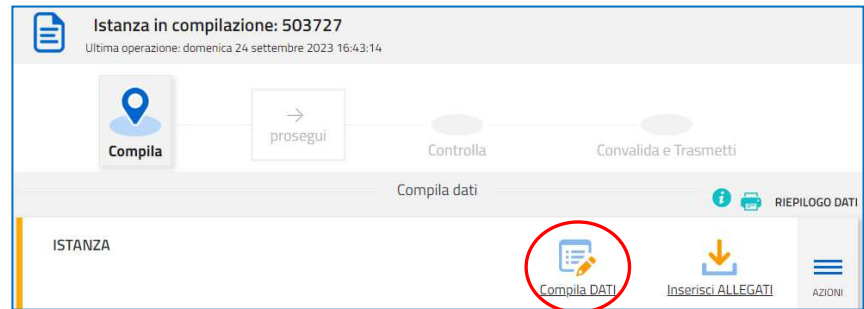 Istanza in compilazione: 503727
Ultima operazione: domenica 24 settembre 2023 16:43:14
Compila
prosegui
Controlla
Convalida e Trasmetti
Compila dati
RIEPILOGO DATI
ISTANZA
Compila DATI
Inserisci ALLEGATI
AZIONI